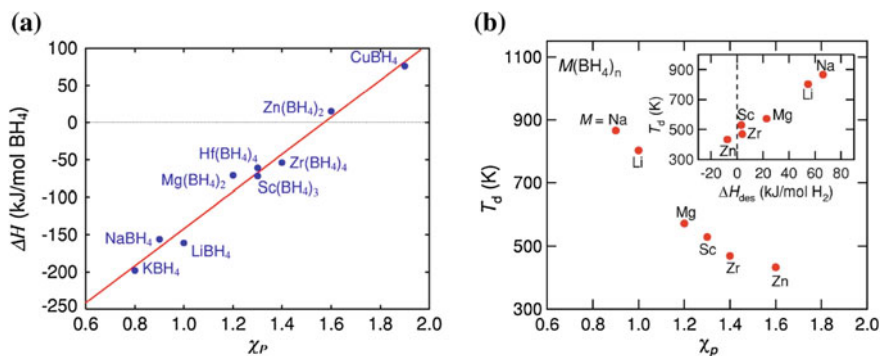 (a)
ΔH (kJ/mol BH₄)
100
50
0
-50
-100
-150
-200
-250
CuBH₄
Zn(BH₄)₂
Hf(BH₄)₄
Zr(BH₄)₄
Mg(BH₄)₂
Sc(BH₄)₃
NaBH₄
LiBH₄
KBH₄
0.6 0.8 1.0 1.2 1.4 1.6 1.8 2.0
χP
(b)
Td (K)
1100
900
700
500
300
M(BH₄)n
M = Na
Li
Mg
Sc
Zr
Zn
0.6 0.8 1.0 1.2 1.4 1.6 1.8 2.0
χp
Td (K)
900
700
500
300
Na
Li
Sc
Mg
Zr
Zn
-20 0 20 40 60 80
ΔHdes (kJ/mol H₂)